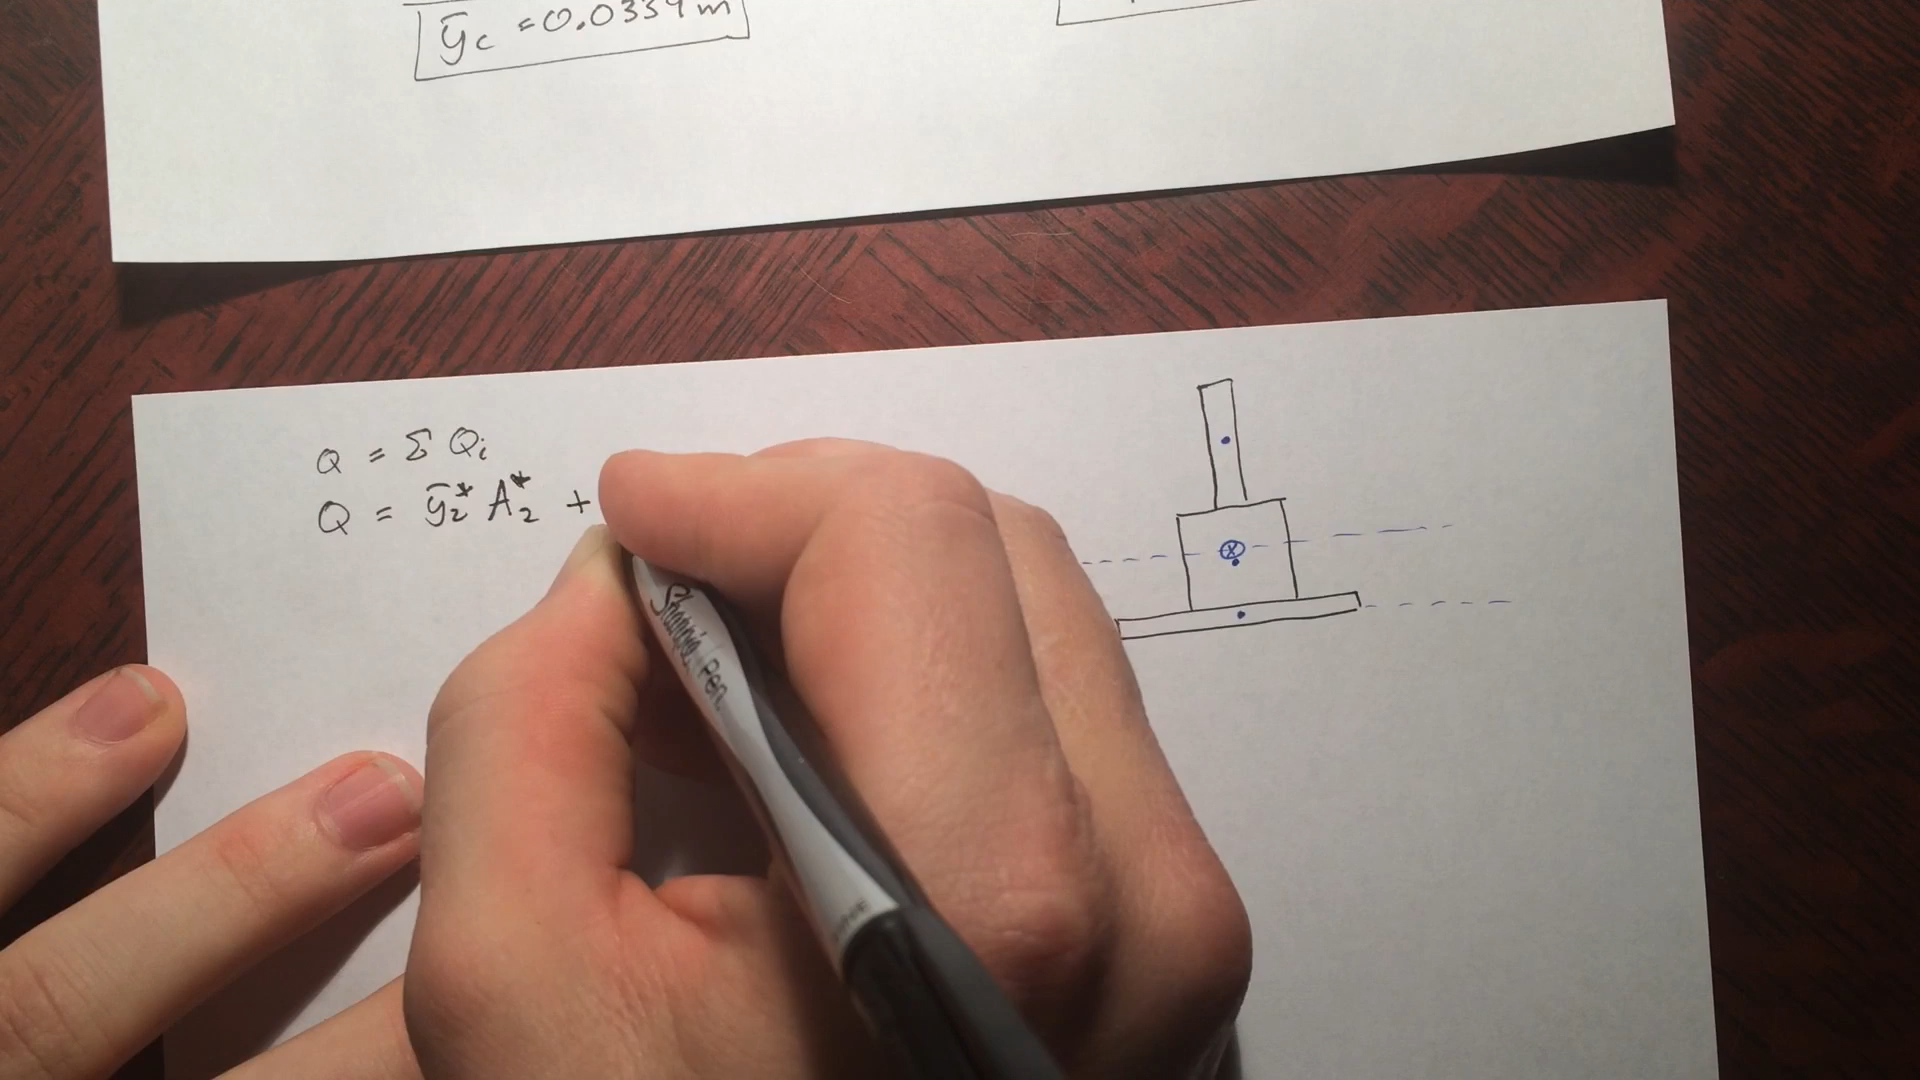 ȳc = 0.0339 m
Q = Σ Qi
Q = ȳ₂* A₂* +
x
Sharpie Pen.